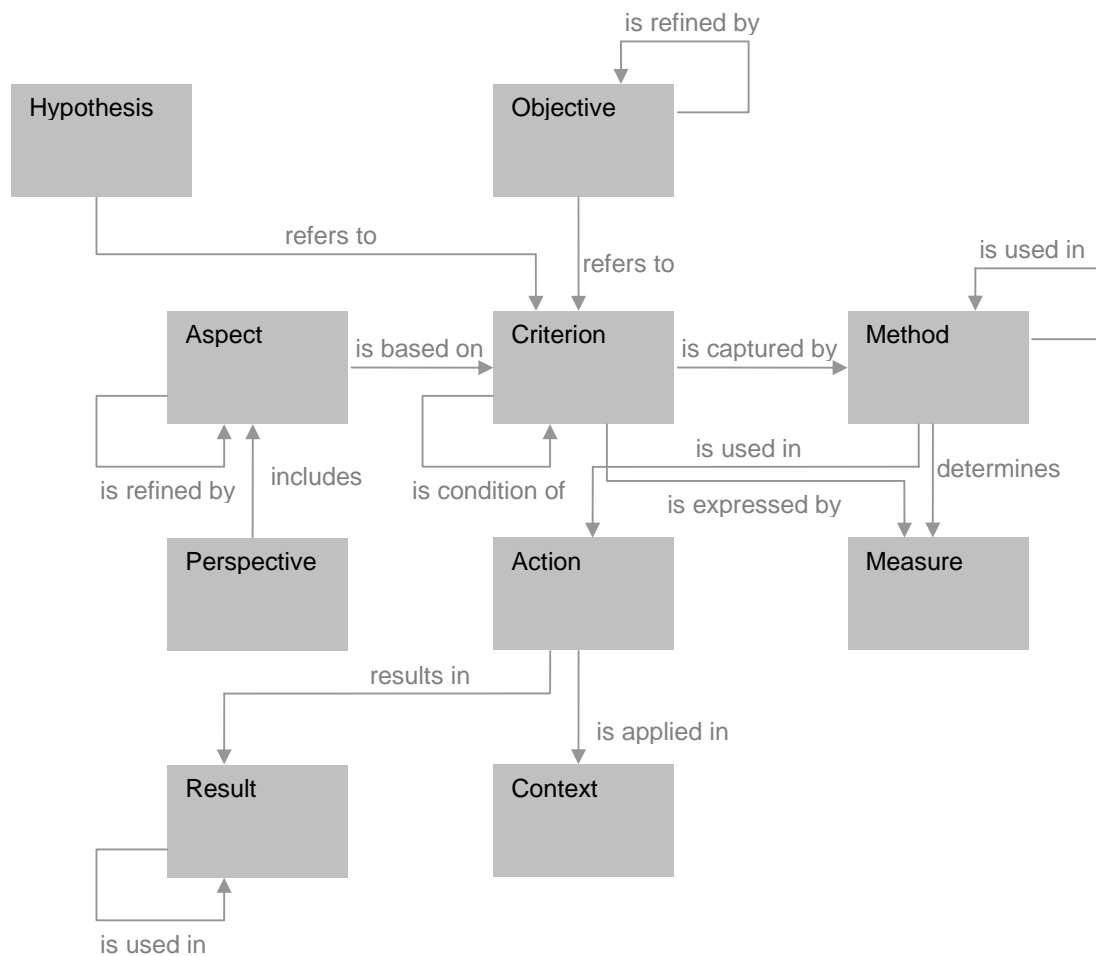 is refined by
Hypothesis
Objective
refers to
refers to
is used in
Aspect
Criterion
Method
is based on
is captured by
is used in
determines
is refined by
includes
is condition of
is expressed by
Perspective
Action
Measure
results in
is applied in
Result
Context
is used in